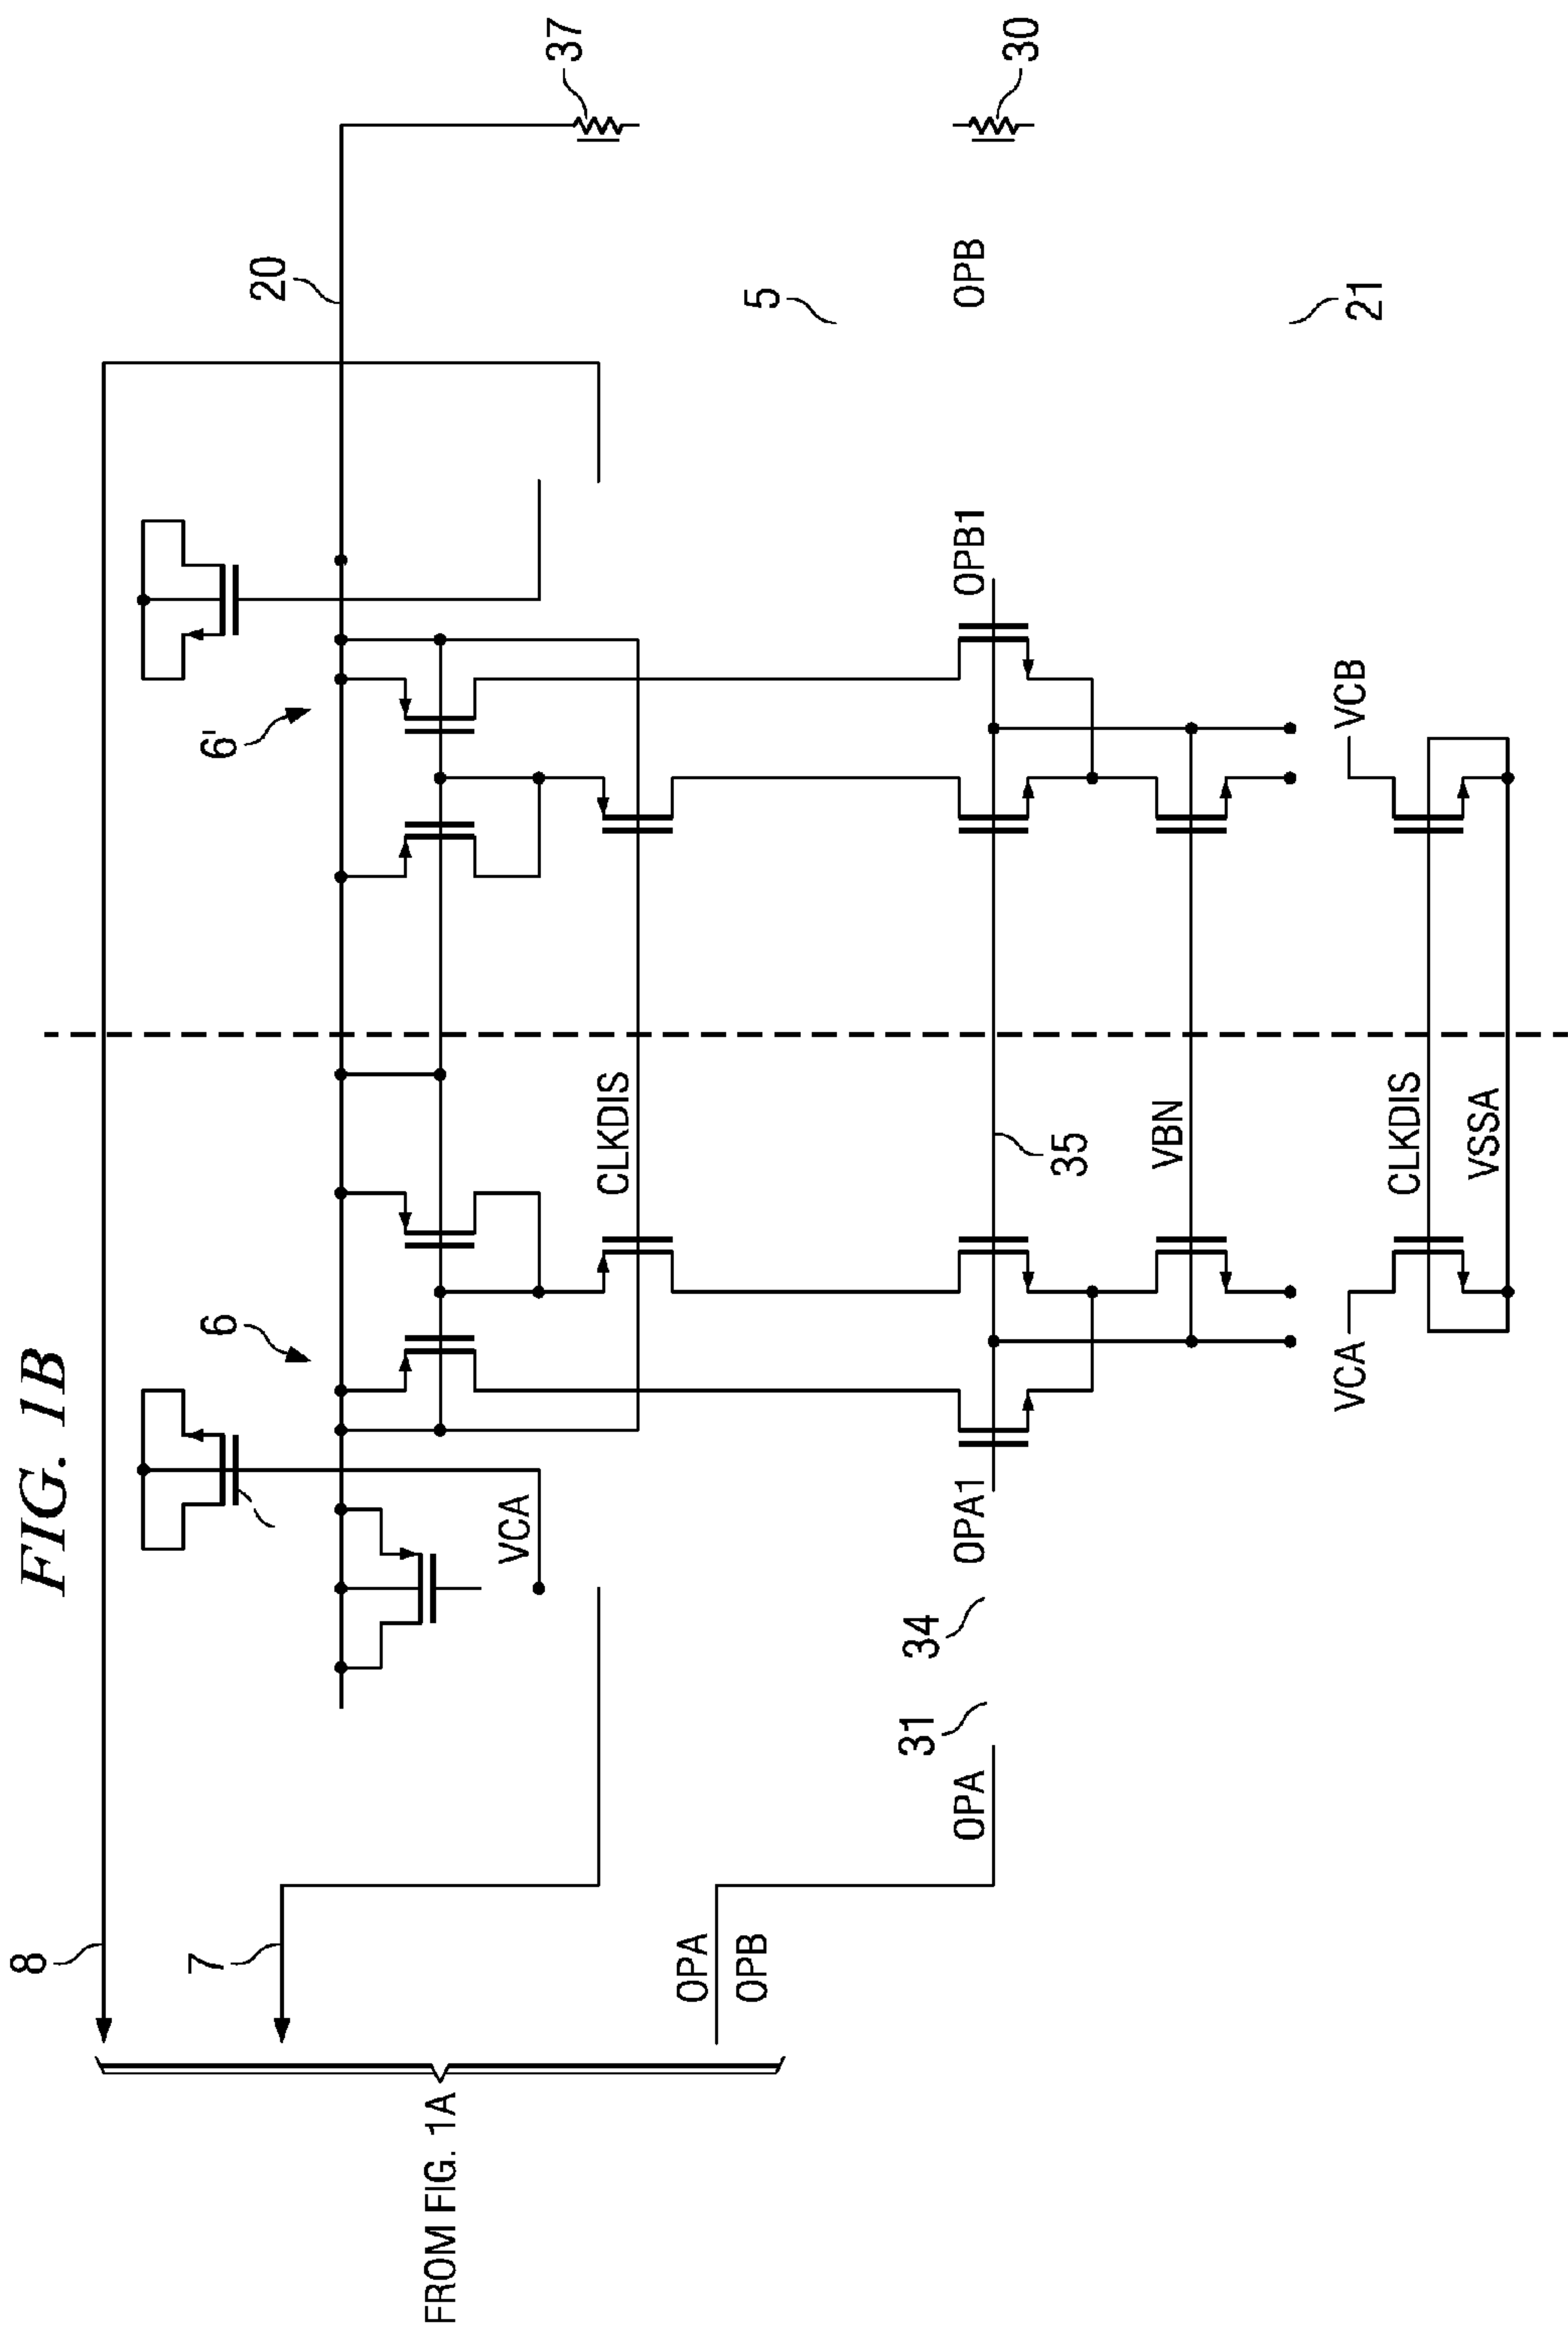 FIG. 1B
8
7
FROM FIG. 1A
OPA
OPB
OPA
31
34
OPA1
VCA
6
20
6'
37
30
CLKDIS
35
VBN
VCA
CLKDIS
VSSA
OPB1
VCB
5
OPB
21